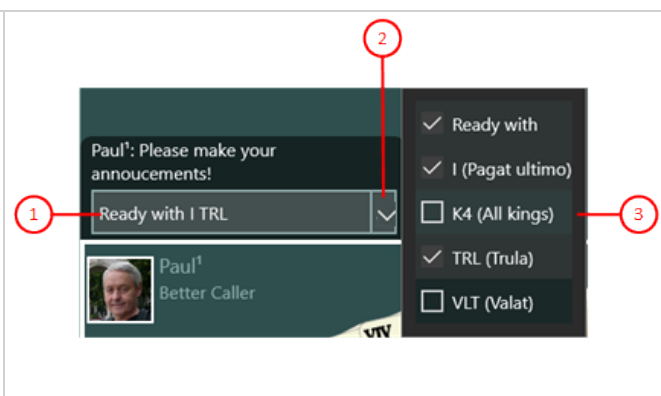 2
Paul¹: Please make your
annoucements!
1
Ready with I TRL
Paul¹
Better Caller
XIV
Ready with
I (Pagat ultimo)
K4 (All kings)
3
TRL (Trula)
VLT (Valat)